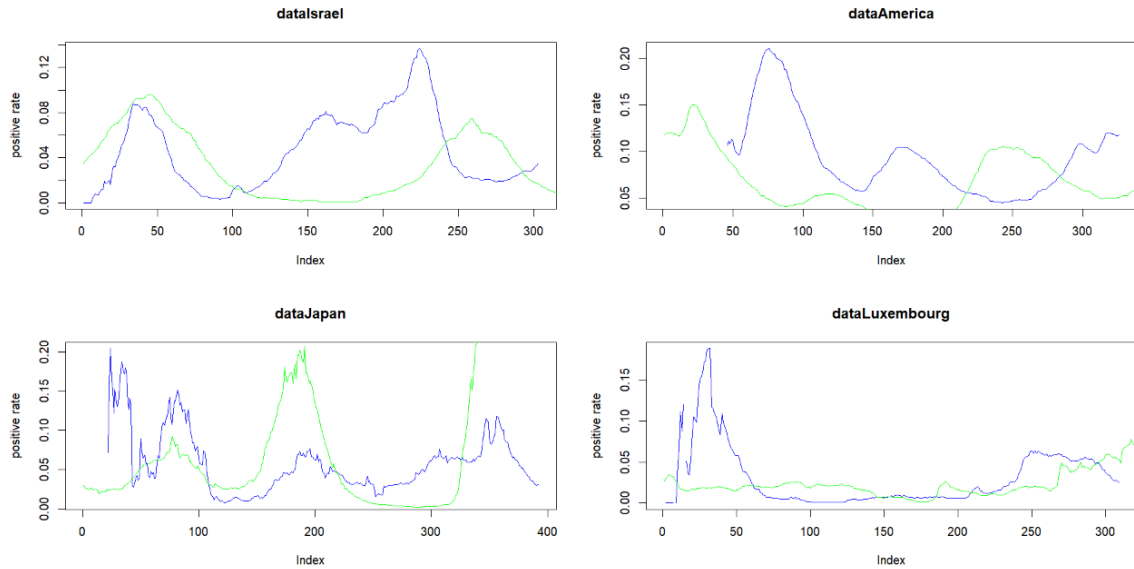 dataIsrael
positive rate
0.00 0.04 0.08 0.12
0 50 100 150 200 250 300
Index
dataAmerica
positive rate
0.05 0.10 0.15 0.20
0 50 100 150 200 250 300
Index
dataJapan
positive rate
0.00 0.05 0.10 0.15 0.20
0 100 200 300 400
Index
dataLuxembourg
positive rate
0.00 0.05 0.10 0.15
0 50 100 150 200 250 300
Index